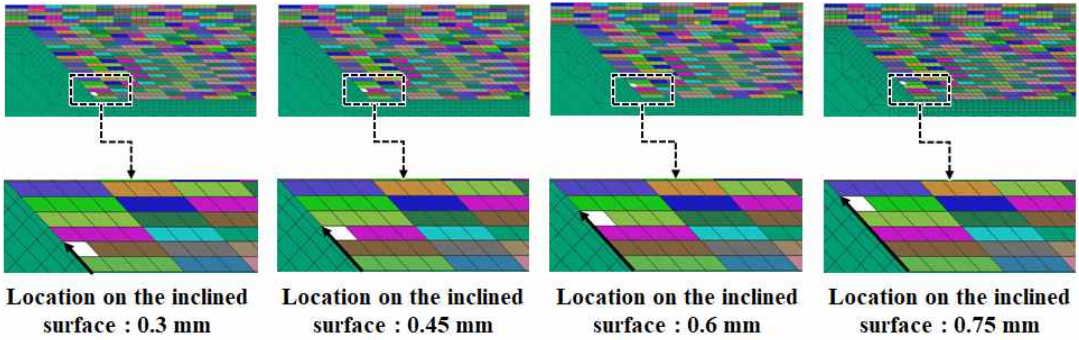 Location on the inclined
surface : 0.3 mm
Location on the inclined
surface : 0.45 mm
Location on the inclined
surface : 0.6 mm
Location on the inclined
surface : 0.75 mm